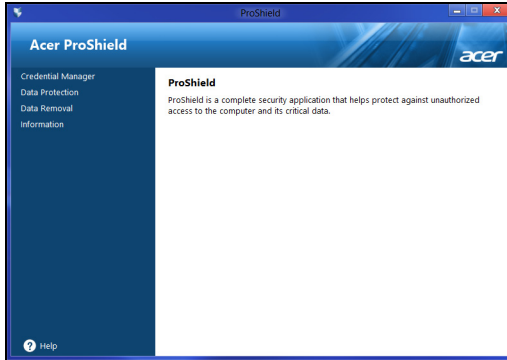 ProShield
Acer ProShield
acer
Credential Manager
Data Protection
Data Removal
Information
ProShield
ProShield is a complete security application that helps protect against unauthorized
access to the computer and its critical data.
? Help